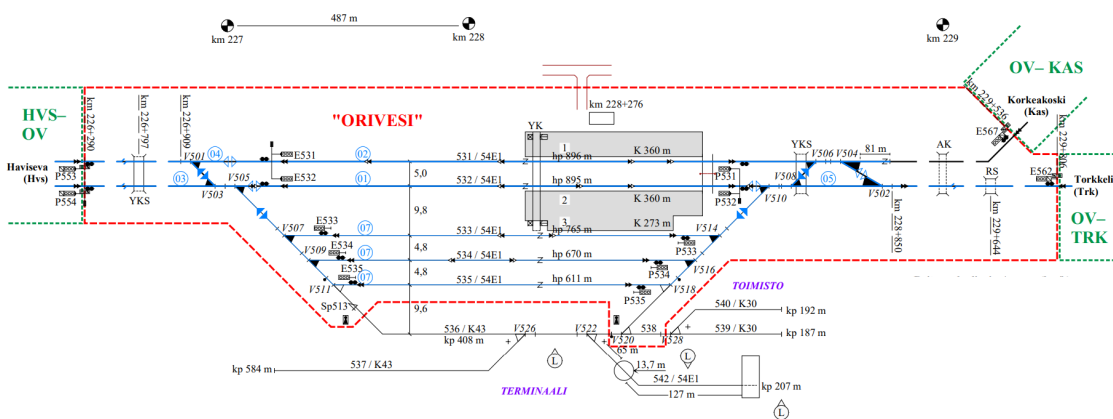 487 m
km 227
km 228
km 229
OV– KAS
HVS–
OV
"ORIVESI"
km 228+276
Korkeakoski
(Kas)
km 229+536
E567
km 226+290
km 226+797
km 226+909
YK
YKS
AK
RS
81 m
Haviseva
(Hvs)
P553
P554
YKS
V501
04
03
V503
V505
E531
E532
02
01
531 / 54E1
hp 896 m
1
K 360 m
532 / 54E1
hp 895 m
2
K 360 m
3
K 273 m
P551
P532
V506
V504
V508
V510
05
V502
km 228+850
km 229+644
E562
Torkkeli
(Trk)
OV–
TRK
5,0
9,8
4,8
4,8
9,6
V507
E533
07
533 / 54E1
hp 765 m
V514
P533
V509
E534
07
534 / 54E1
hp 670 m
P534
V516
V511
E535
07
535 / 54E1
hp 611 m
P535
V518
Sp513
TOIMISTO
540 / K30
kp 192 m
536 / K43
kp 408 m
V526
V522
V520
538
V528
539 / K30
kp 187 m
65 m
L
L
kp 584 m
537 / K43
13,7 m
542 / 54E1
kp 207 m
127 m
TERMINAALI
L